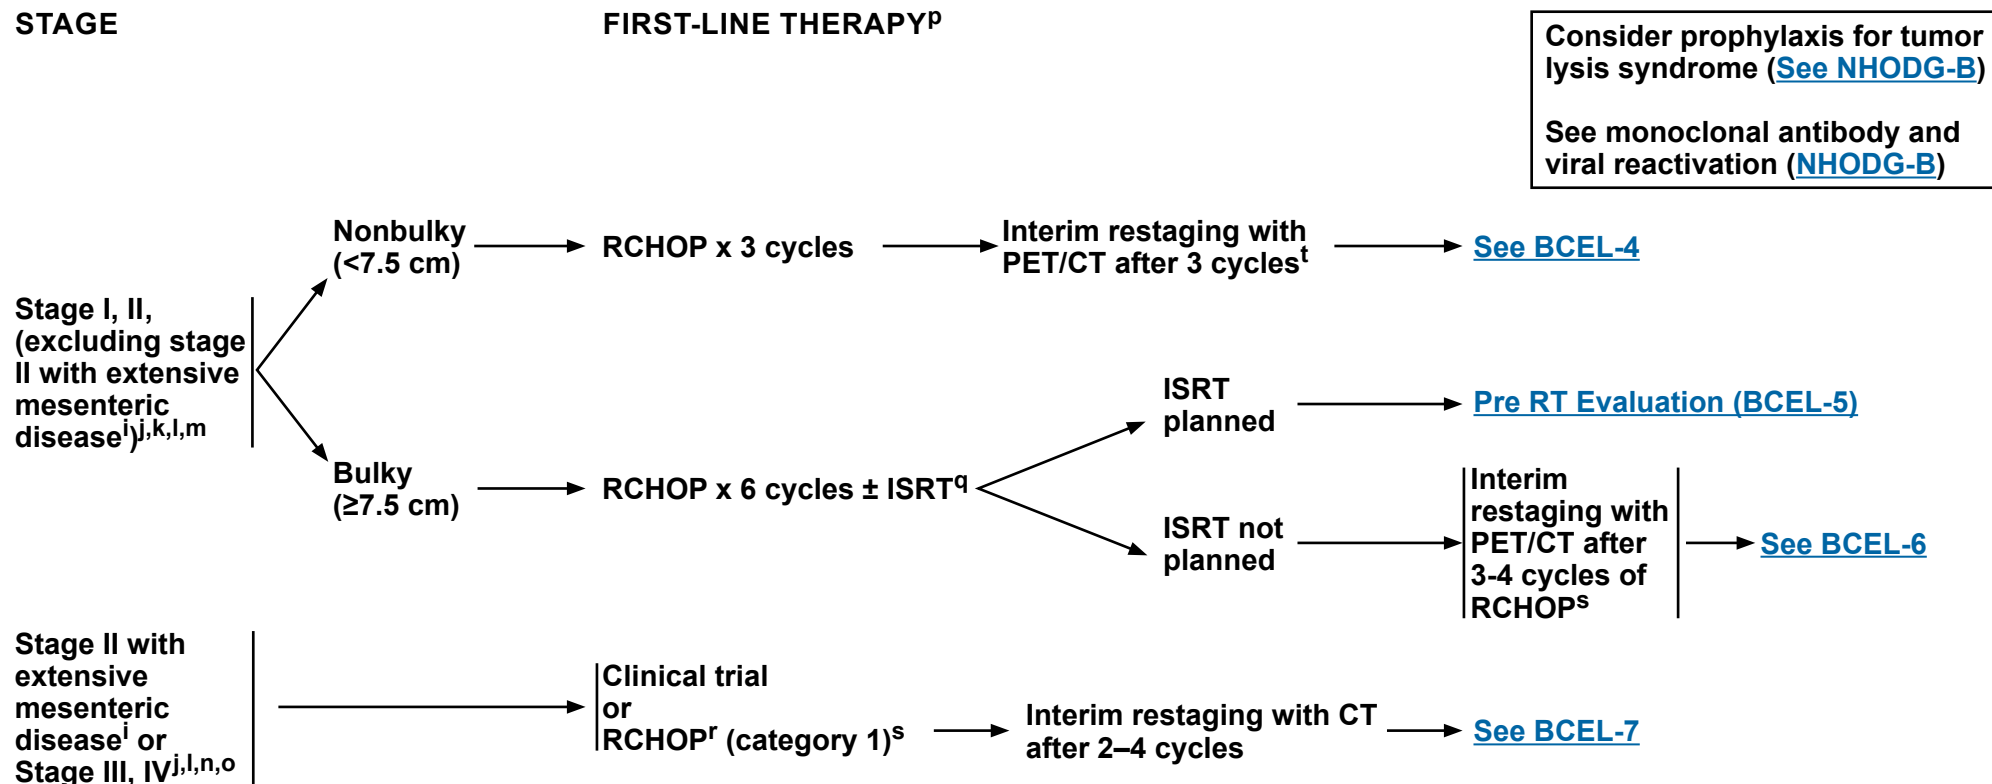 STAGE
FIRST-LINE THERAPYp
Consider prophylaxis for tumor
lysis syndrome (See NHODG-B)
See monoclonal antibody and
viral reactivation (NHODG-B)
Stage I, II,
(excluding stage
II with extensive
mesenteric
diseasei)j,k,l,m
Nonbulky
(<7.5 cm)
RCHOP x 3 cycles
Interim restaging with
PET/CT after 3 cyclest
See BCEL-4
Bulky
(≥7.5 cm)
RCHOP x 6 cycles ± ISRTq
ISRT
planned
Pre RT Evaluation (BCEL-5)
ISRT not
planned
Interim
restaging with
PET/CT after
3-4 cycles of
RCHOPs
See BCEL-6
Stage II with
extensive
mesenteric
diseasei or
Stage III, IVj,l,n,o
Clinical trial
or
RCHOPr (category 1)s
Interim restaging with CT
after 2–4 cycles
See BCEL-7